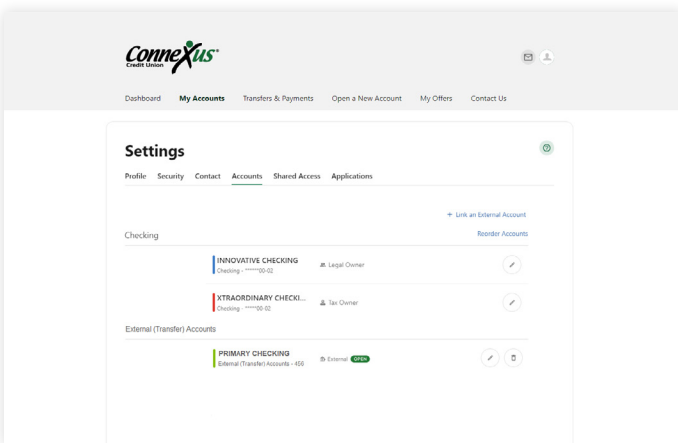 Connexus
Credit Union
Dashboard My Accounts Transfers & Payments Open a New Account My Offers Contact Us
Settings
Profile Security Contact Accounts Shared Access Applications
+ Link an External Account
Checking Reorder Accounts
INNOVATIVE CHECKING
Checking - ******00-02 Legal Owner
XTRAORDINARY CHECKI...
Checking - ******00-02 Tax Owner
External (Transfer) Accounts
PRIMARY CHECKING
External (Transfer) Accounts - 456 External OPEN